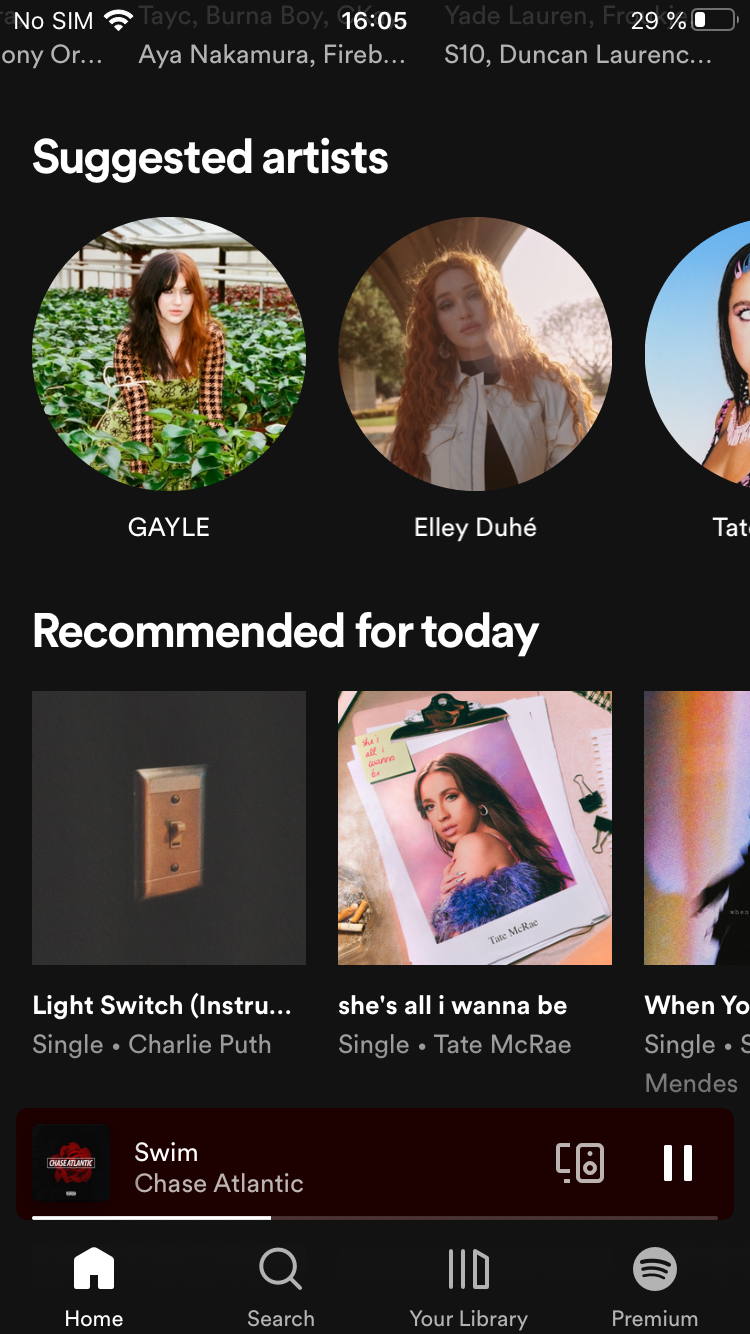 No SIM 16:05 29 %
Tayc, Burna Boy,
Yade Lauren,
ony Or... Aya Nakamura, Fireb... S10, Duncan Laurenc...
Suggested artists
GAYLE Elley Duhé Tat
Recommended for today
she's
all i
wanna
be
Tate McRae
when
Light Switch (Instru... she's all i wanna be When Yo
Single • Charlie Puth Single • Tate McRae Single • S
Mendes
CHASE ATLANTIC
Swim
Chase Atlantic
Home Search Your Library Premium